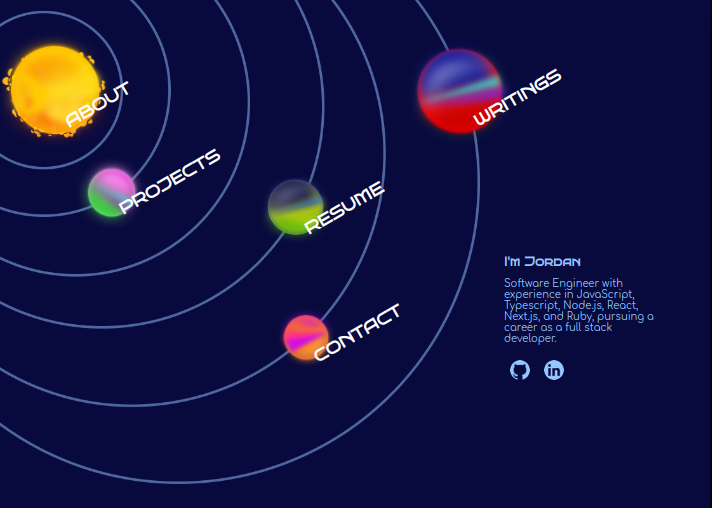 ABOUT
WRITINGS
PROJECTS
RESUME
I'm Jordan
Software Engineer with
experience in JavaScript,
Typescript, Node.js, React,
Next.js, and Ruby, pursuing a
career as a full stack
developer.
CONTACT
in